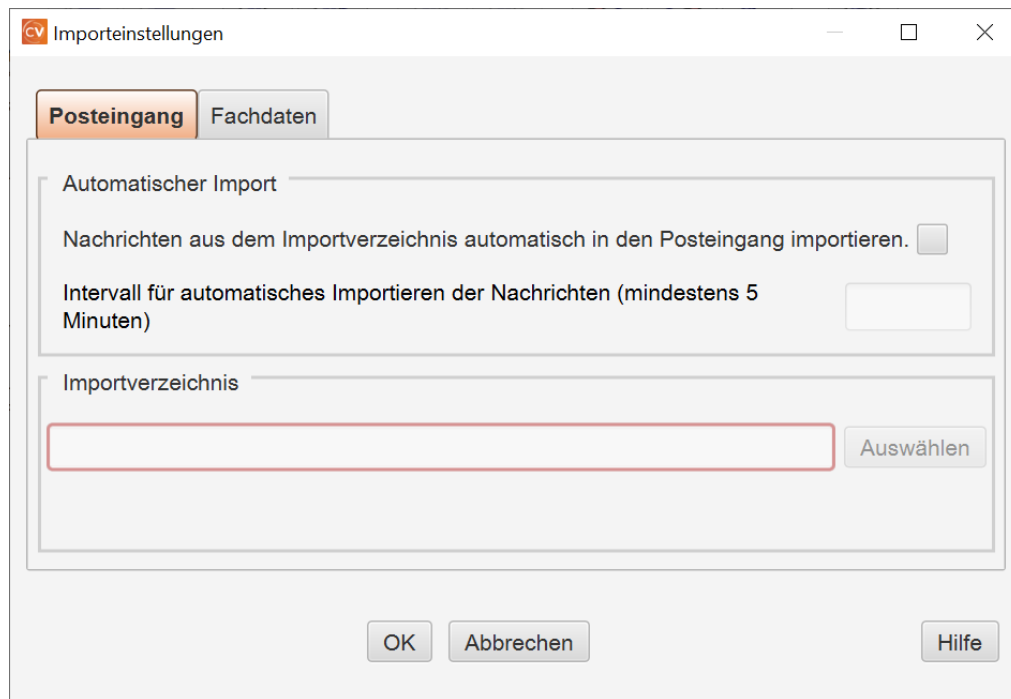 CV Importeinstellungen
Posteingang Fachdaten
Automatischer Import
Nachrichten aus dem Importverzeichnis automatisch in den Posteingang importieren.
Intervall für automatisches Importieren der Nachrichten (mindestens 5
Minuten)
Importverzeichnis
Auswählen
OK Abbrechen Hilfe